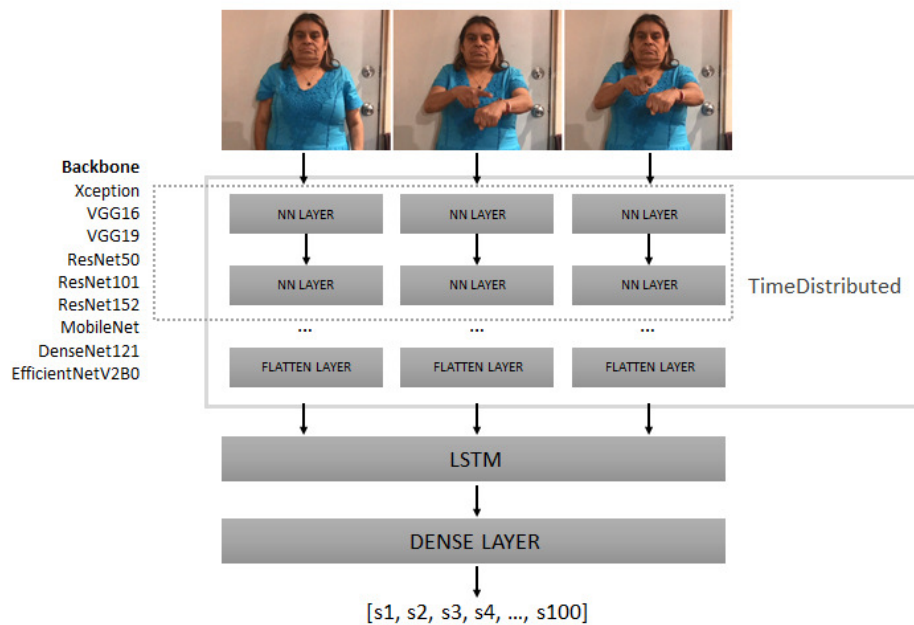 Backbone
Xception
VGG16
VGG19
ResNet50
ResNet101
ResNet152
MobileNet
DenseNet121
EfficientNetV2B0
NN LAYER NN LAYER NN LAYER
NN LAYER NN LAYER NN LAYER
... ... ...
FLATTEN LAYER FLATTEN LAYER FLATTEN LAYER
TimeDistributed
LSTM
DENSE LAYER
[s1, s2, s3, s4, ..., s100]